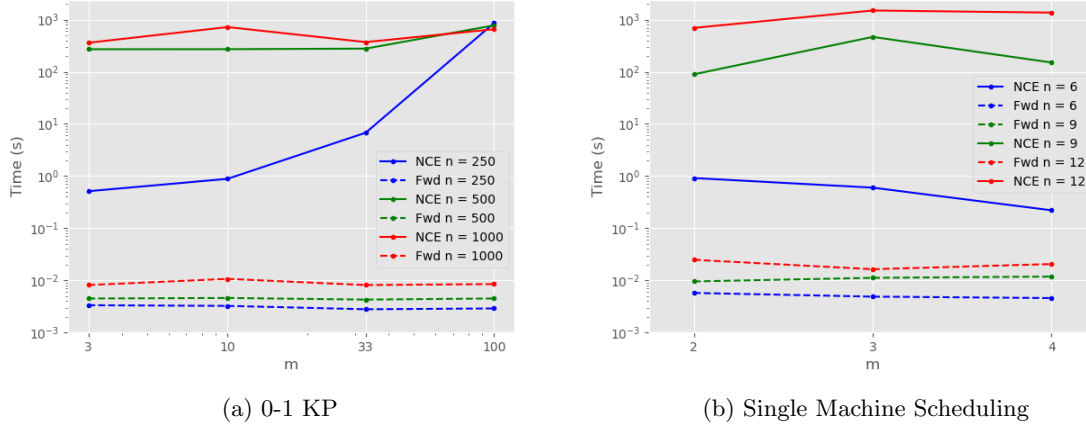 10³
10²
10¹
10⁰
10⁻¹
10⁻²
10⁻³
Time (s)
3
10
33
100
m
NCE n = 250
Fwd n = 250
NCE n = 500
Fwd n = 500
NCE n = 1000
Fwd n = 1000
(a) 0-1 KP
10³
10²
10¹
10⁰
10⁻¹
10⁻²
10⁻³
Time (s)
2
3
4
m
NCE n = 6
Fwd n = 6
Fwd n = 9
NCE n = 9
Fwd n = 12
NCE n = 12
(b) Single Machine Scheduling